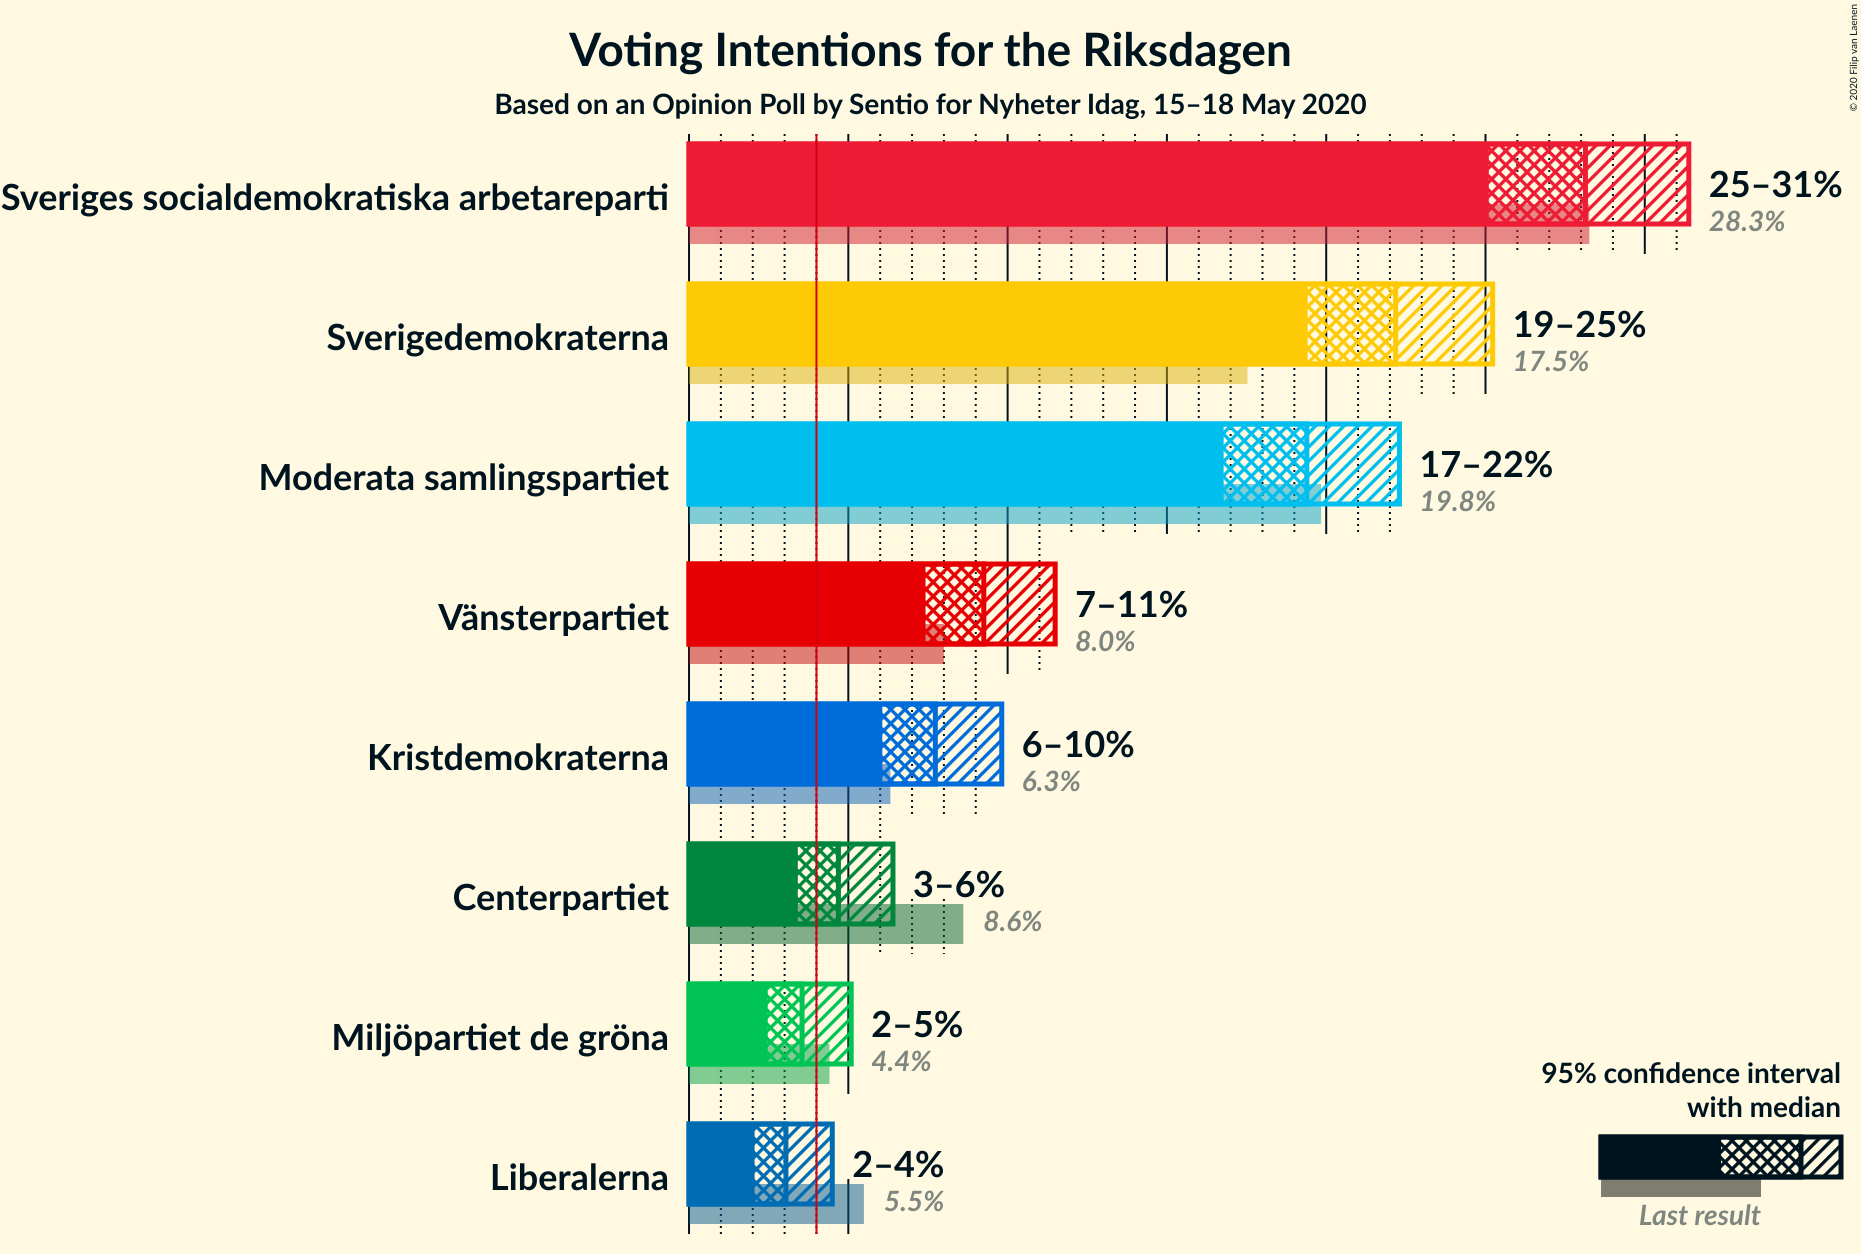 Voting Intentions for the Riksdagen
Based on an Opinion Poll by Sentio for Nyheter Idag, 15–18 May 2020
© 2020 Filip van Laenen
Sveriges socialdemokratiska arbetareparti
25–31%
28.3%
Sverigedemokraterna
19–25%
17.5%
Moderata samlingspartiet
17–22%
19.8%
Vänsterpartiet
7–11%
8.0%
Kristdemokraterna
6–10%
6.3%
Centerpartiet
3–6%
8.6%
Miljöpartiet de gröna
2–5%
4.4%
Liberalerna
2–4%
5.5%
95% confidence interval
with median
Last result